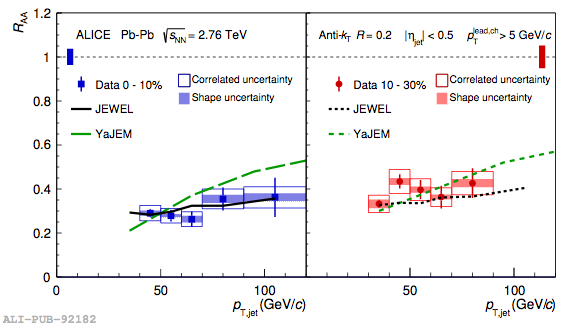 R_AA
1.2
1
0.8
0.6
0.4
0.2
0
ALICE Pb-Pb √s_NN = 2.76 TeV
Data 0 - 10%
Correlated uncertainty
Shape uncertainty
JEWEL
YaJEM
50
100
p_T,jet (GeV/c)
Anti-k_T R = 0.2 |η_jet| < 0.5 p_T^lead,ch > 5 GeV/c
Data 10 - 30%
Correlated uncertainty
Shape uncertainty
JEWEL
YaJEM
50
100
p_T,jet (GeV/c)
ALI-PUB-92182